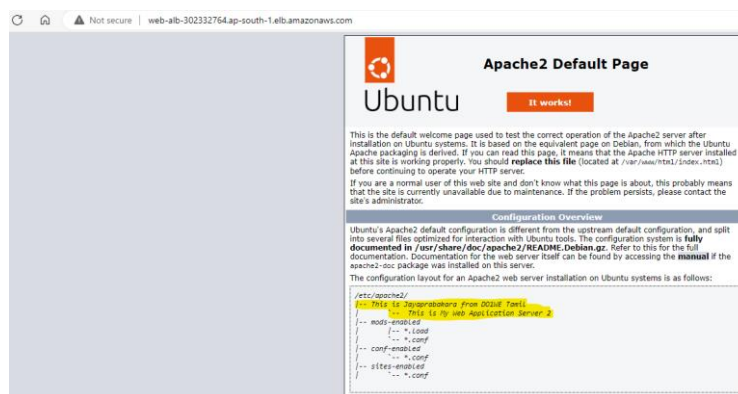 Not secure | web-alb-302332764.ap-south-1.elb.amazonaws.com
Apache2 Default Page
Ubuntu
It works!
This is the default welcome page used to test the correct operation of the Apache2 server after
installation on Ubuntu systems. It is based on the equivalent page on Debian, from which the Ubuntu
Apache packaging is derived. If you can read this page, it means that the Apache HTTP server installed
at this site is working properly. You should replace this file (located at /var/www/html/index.html)
before continuing to operate your HTTP server.
If you are a normal user of this web site and don't know what this page is about, this probably means
that the site is currently unavailable due to maintenance. If the problem persists, please contact the
site's administrator.
Configuration Overview
Ubuntu's Apache2 default configuration is different from the upstream default configuration, and split
into several files optimized for interaction with Ubuntu tools. The configuration system is fully
documented in /usr/share/doc/apache2/README.Debian.gz. Refer to this for the full
documentation. Documentation for the web server itself can be found by accessing the manual if the
apache2-doc package was installed on this server.
The configuration layout for an Apache2 web server installation on Ubuntu systems is as follows:
/etc/apache2/
|-- This is Jayaprabakara from DOIWE Tamil
|   `-- This is My Web Application Server 2
|-- mods-enabled
|   |-- *.load
|   `-- *.conf
|-- conf-enabled
|   `-- *.conf
|-- sites-enabled
|   `-- *.conf